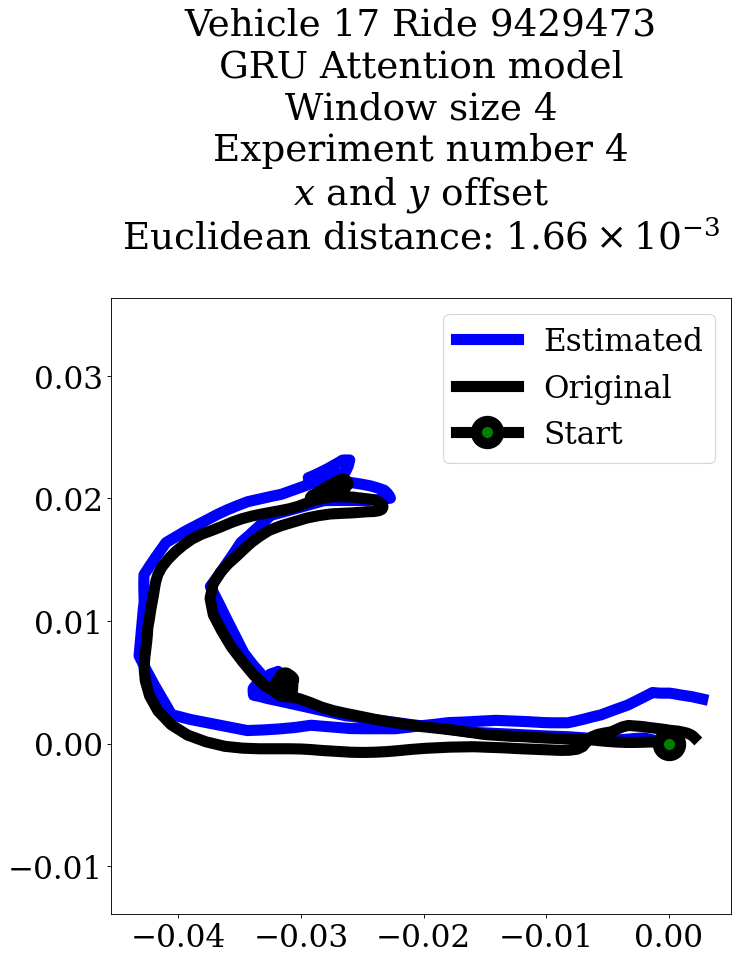 Vehicle 17 Ride 9429473
GRU Attention model
Window size 4
Experiment number 4
x and y offset
Euclidean distance: 1.66 × 10⁻³
Estimated
Original
Start
0.03
0.02
0.01
0.00
−0.01
−0.04 −0.03 −0.02 −0.01 0.00